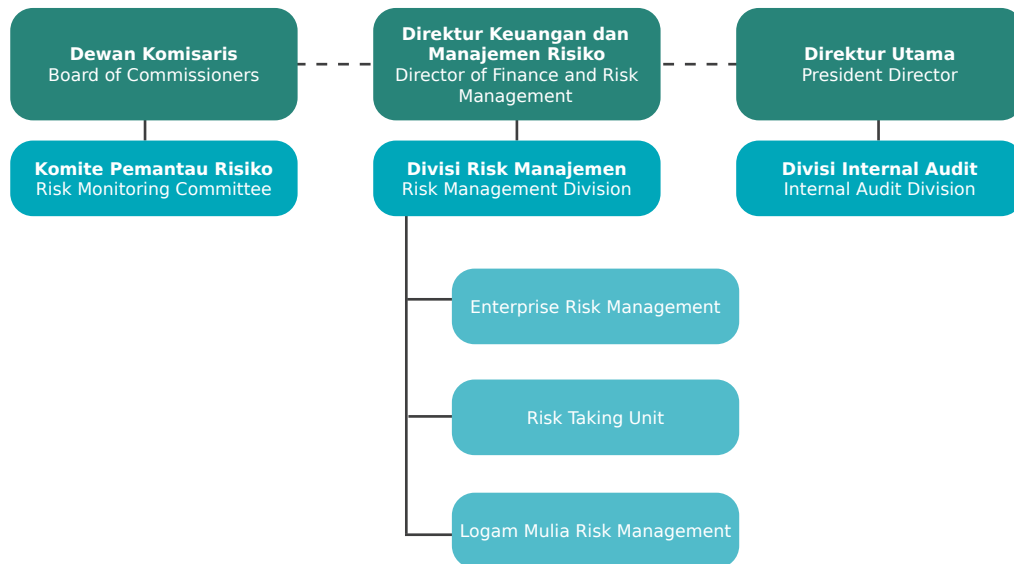 Dewan Komisaris
Board of Commissioners
Direktur Keuangan dan
Manajemen Risiko
Director of Finance and Risk
Management
Direktur Utama
President Director
Komite Pemantau Risiko
Risk Monitoring Committee
Divisi Risk Manajemen
Risk Management Division
Divisi Internal Audit
Internal Audit Division
Enterprise Risk Management
Risk Taking Unit
Logam Mulia Risk Management